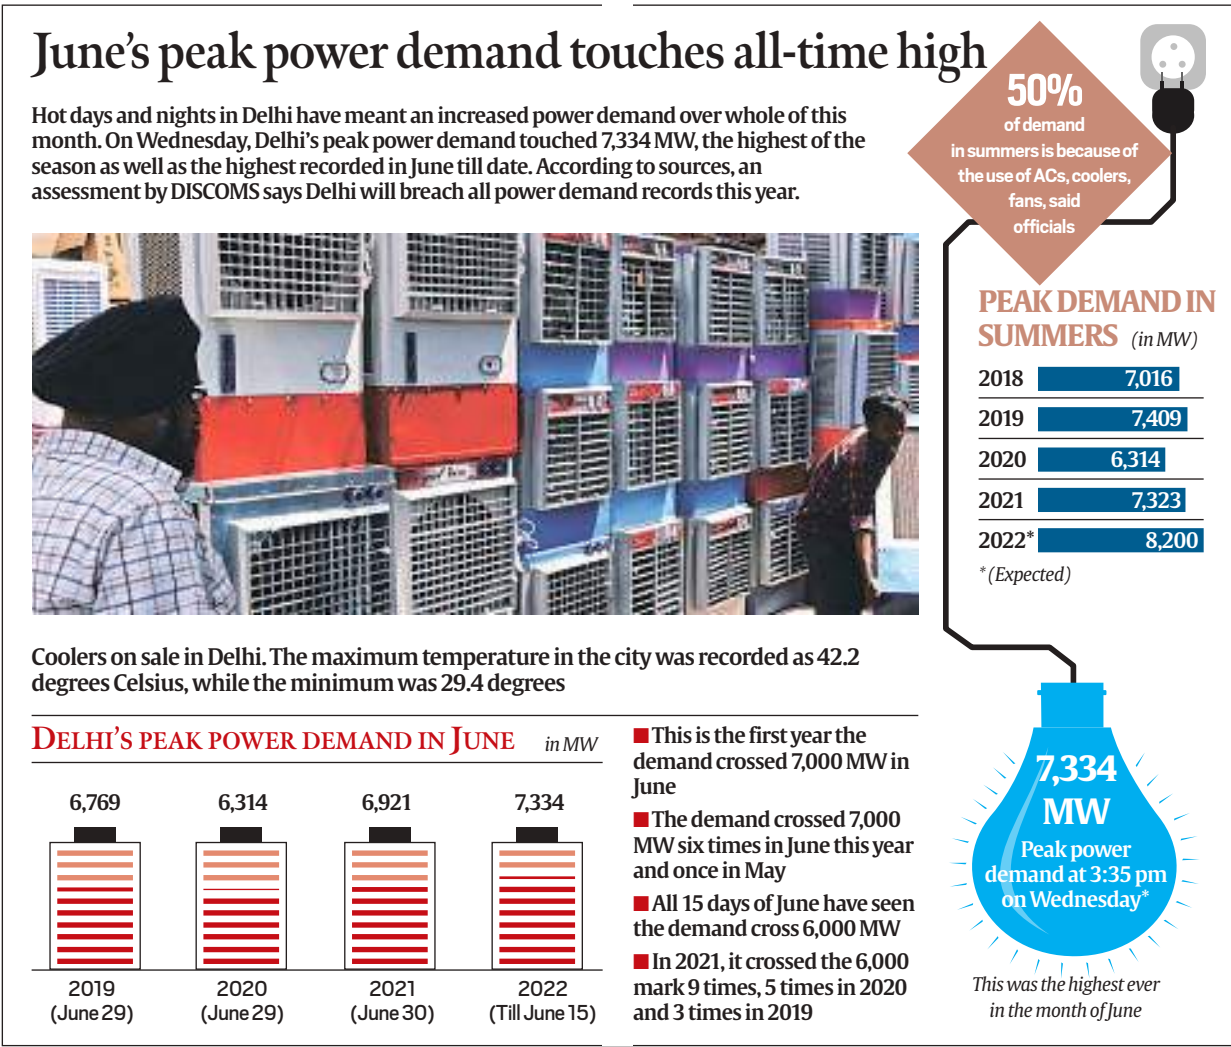 June's peak power demand touches all-time high
Hot days and nights in Delhi have meant an increased power demand over whole of this
month. On Wednesday, Delhi's peak power demand touched 7,334 MW, the highest of the
season as well as the highest recorded in June till date. According to sources, an
assessment by DISCOMS says Delhi will breach all power demand records this year.
50%
of demand
in summers is because of
the use of ACs, coolers,
fans, said
officials
PEAK DEMAND IN
SUMMERS (in MW)
2018 7,016
2019 7,409
2020 6,314
2021 7,323
2022* 8,200
*(Expected)
Coolers on sale in Delhi. The maximum temperature in the city was recorded as 42.2
degrees Celsius, while the minimum was 29.4 degrees
DELHI'S PEAK POWER DEMAND IN JUNE in MW
6,769 6,314 6,921 7,334
2019 2020 2021 2022
(June 29) (June 29) (June 30) (Till June 15)
■ This is the first year the
demand crossed 7,000 MW in
June
■ The demand crossed 7,000
MW six times in June this year
and once in May
■ All 15 days of June have seen
the demand cross 6,000 MW
■ In 2021, it crossed the 6,000
mark 9 times, 5 times in 2020
and 3 times in 2019
7,334
MW
Peak power
demand at 3:35 pm
on Wednesday*
This was the highest ever
in the month of June